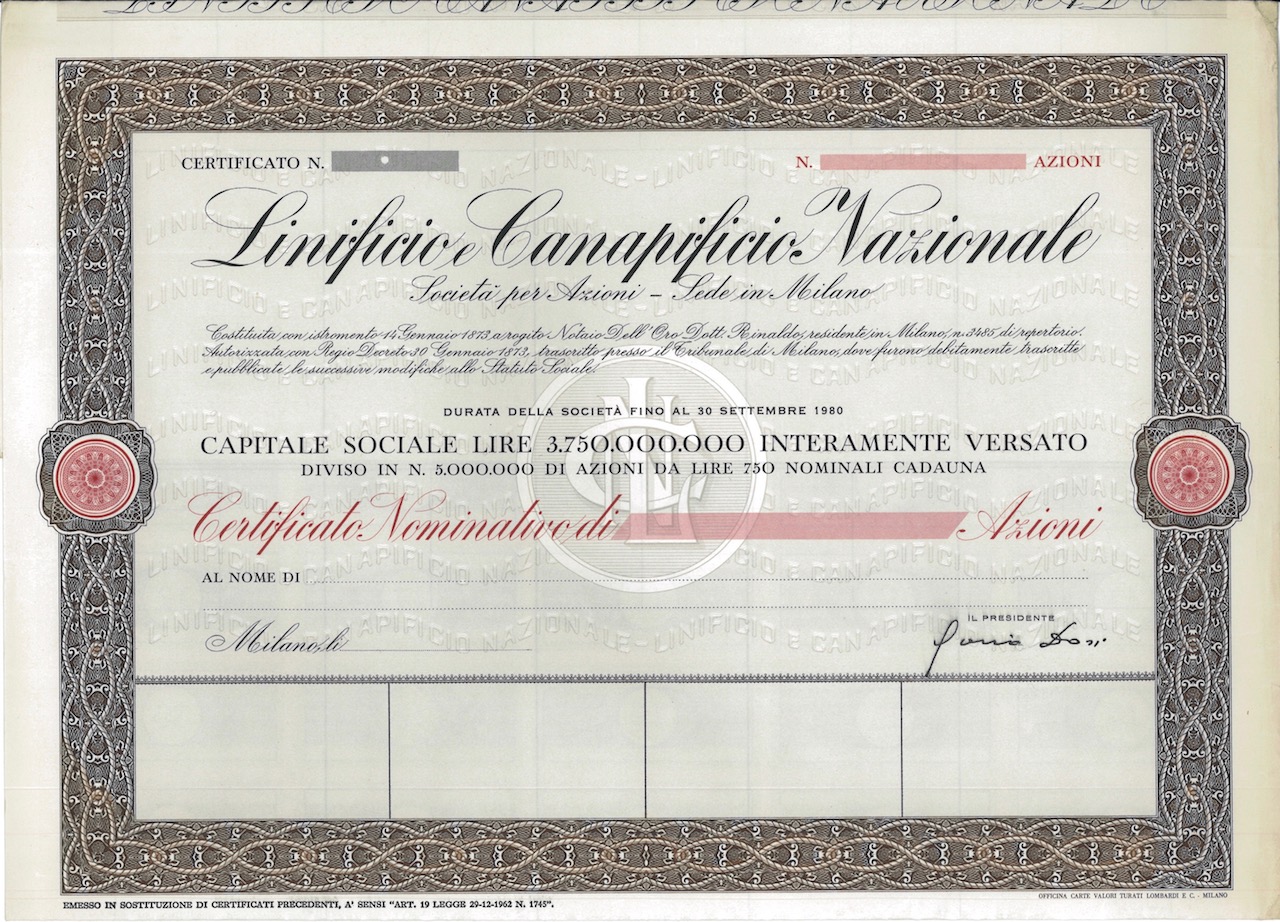 CERTIFICATO N.
N. AZIONI
Linificio e Canapificio Nazionale
Società per Azioni – Sede in Milano
Costituita con istromento 14 Gennaio 1873 a rogito Notaio Dell'Oro Dott. Rinaldo, residente in Milano, n. 3485 di repertorio.
Autorizzata con Regio Decreto 30 Gennaio 1873, trascritto presso il Tribunale di Milano, dove furono debitamente trascritte
e pubblicate le successive modifiche allo Statuto Sociale.
DURATA DELLA SOCIETÀ FINO AL 30 SETTEMBRE 1980
CAPITALE SOCIALE LIRE 3.750.000.000 INTERAMENTE VERSATO
DIVISO IN N. 5.000.000 DI AZIONI DA LIRE 750 NOMINALI CADAUNA
Certificato Nominativo di Azioni
AL NOME DI
IL PRESIDENTE
Milano, li
OFFICINA CARTE VALORI TURATI LOMBARDI E C. - MILANO
EMESSO IN SOSTITUZIONE DI CERTIFICATI PRECEDENTI, A' SENSI "ART. 19 LEGGE 29-12-1962 N. 1745".